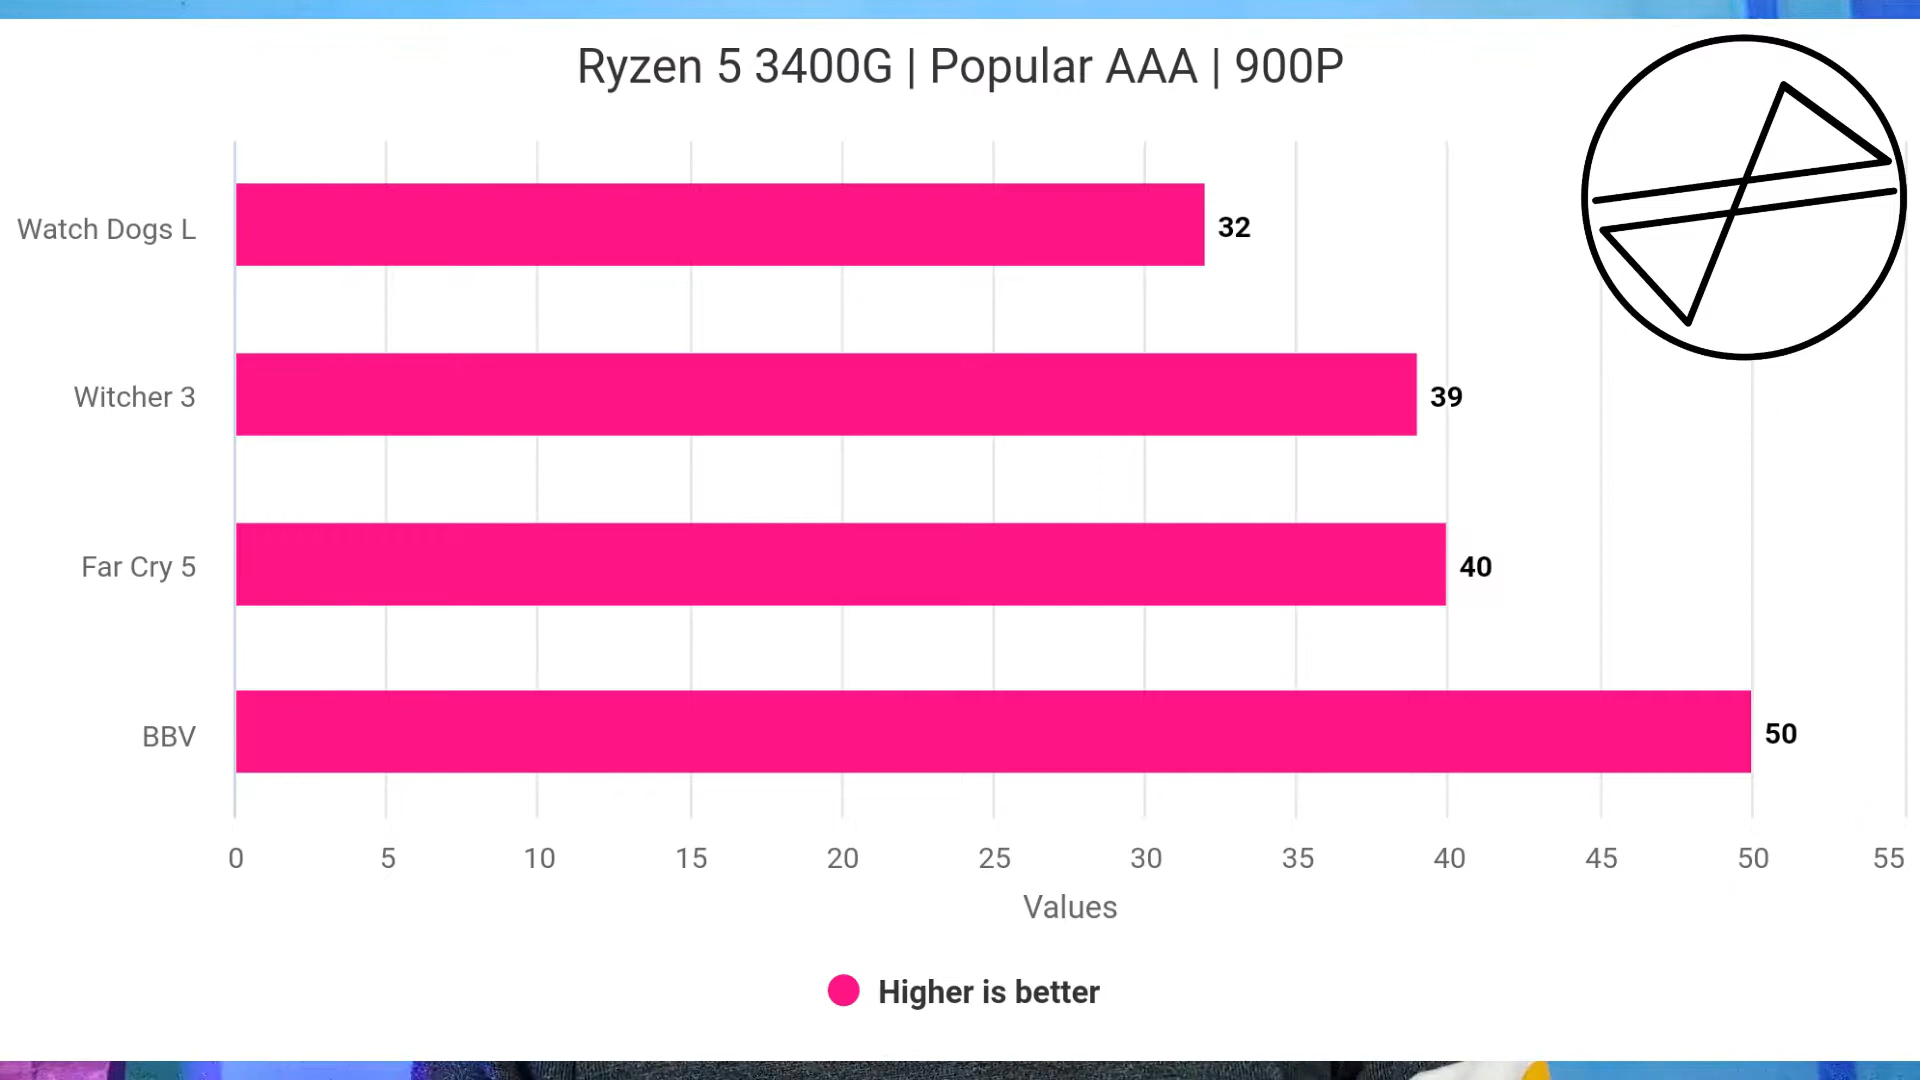 Ryzen 5 3400G | Popular AAA | 900P
Watch Dogs L
32
Witcher 3
39
Far Cry 5
40
BBV
50
0 5 10 15 20 25 30 35 40 45 50 55
Values
Higher is better